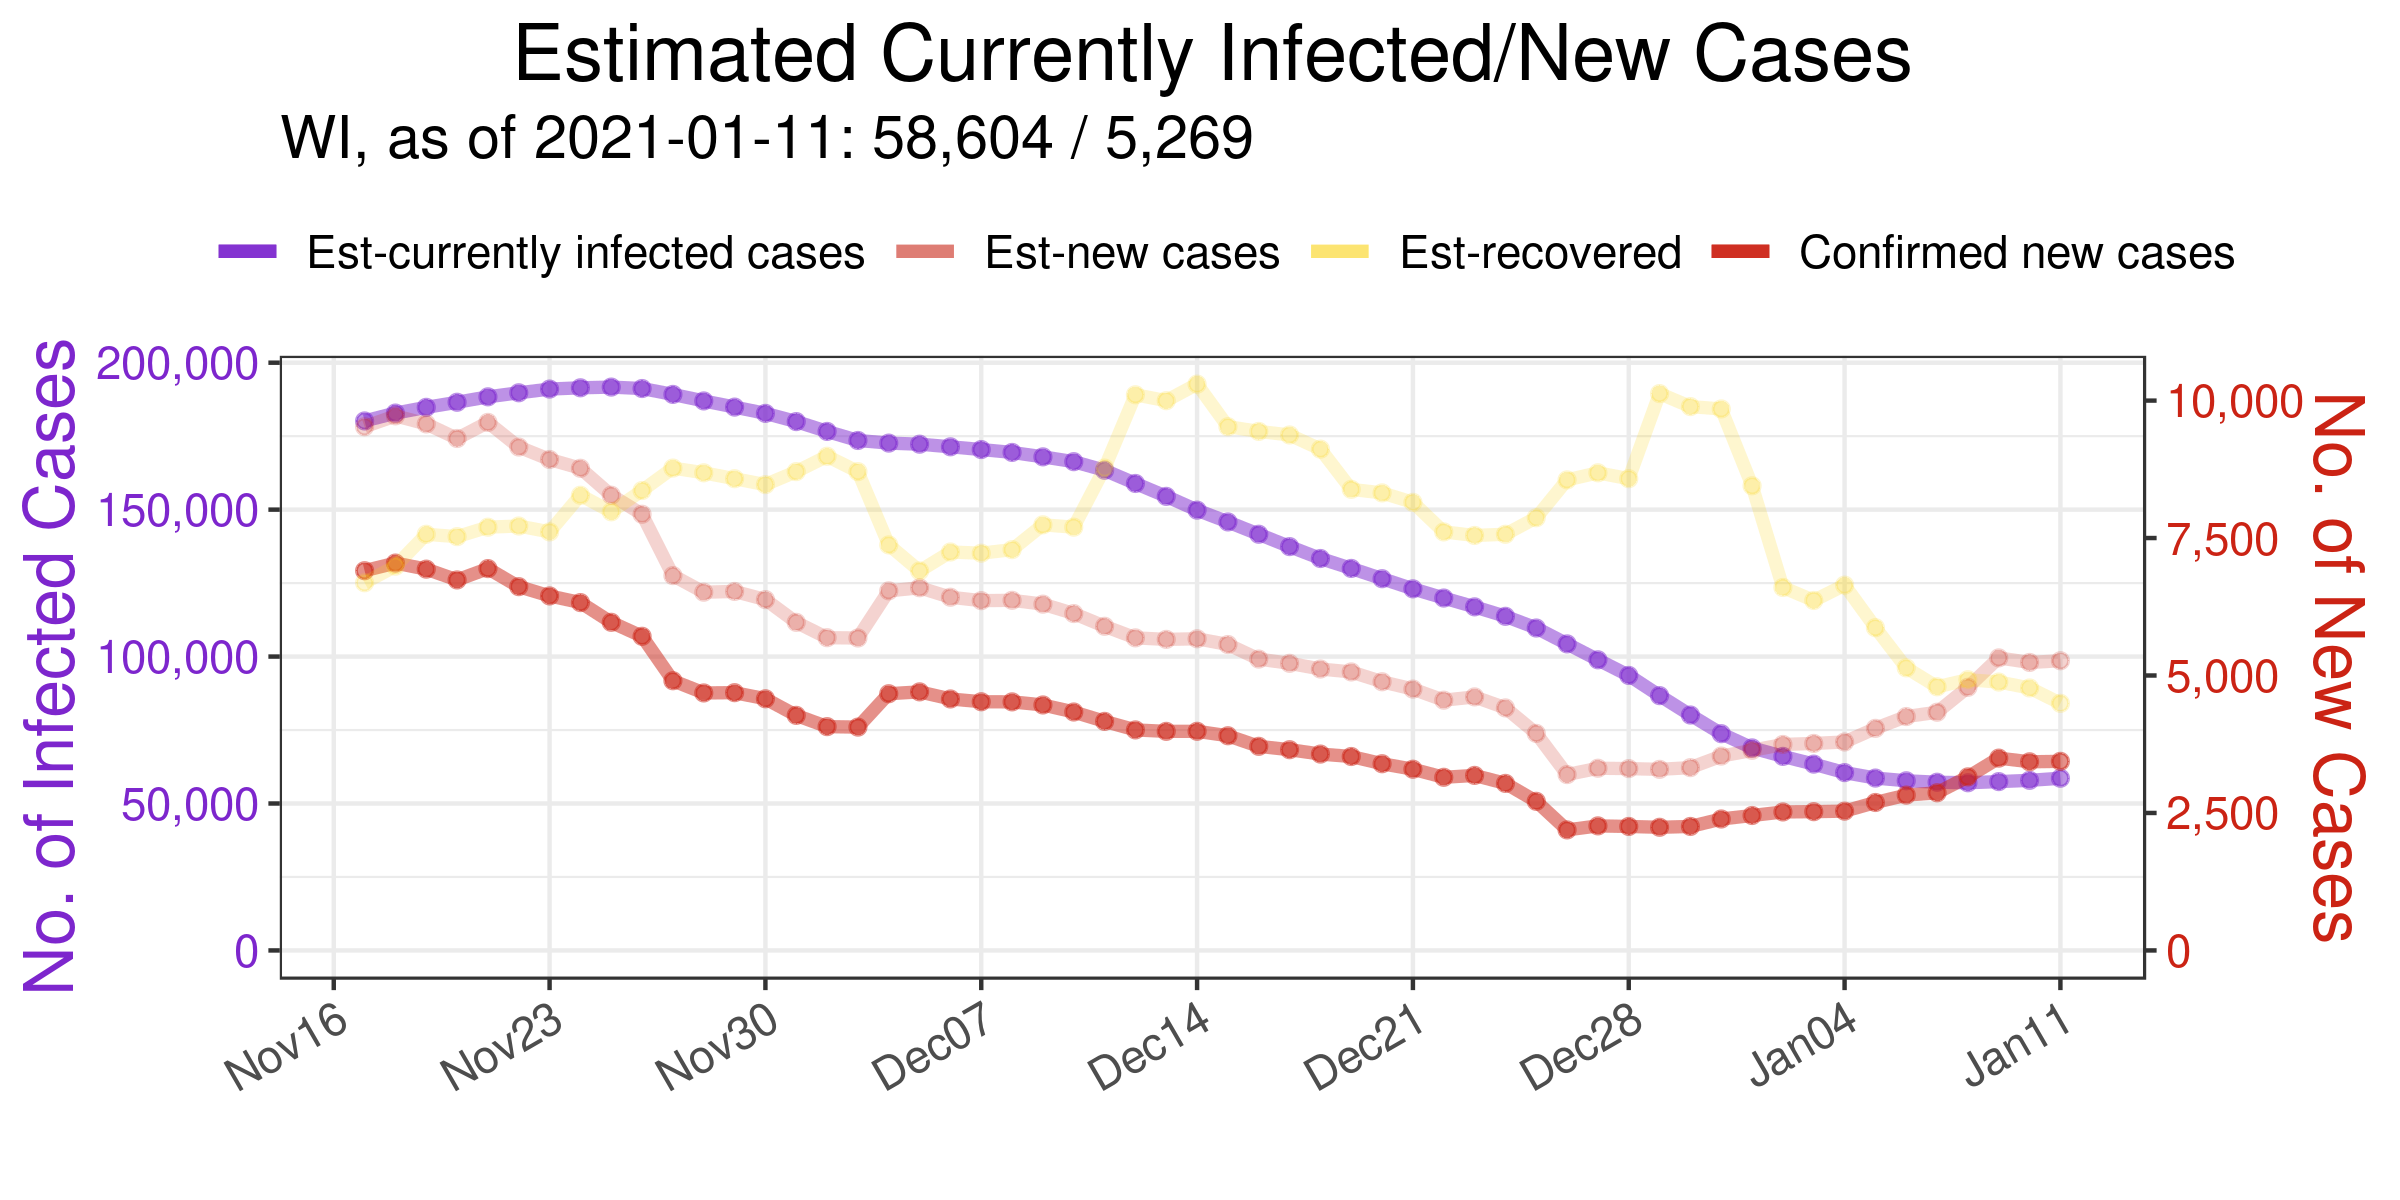 Estimated Currently Infected/New Cases
WI, as of 2021-01-11: 58,604 / 5,269
Est-currently infected cases Est-new cases Est-recovered Confirmed new cases
No. of Infected Cases
200,000
150,000
100,000
50,000
0
10,000
7,500
5,000
2,500
0
No. of New Cases
Nov16 Nov23 Nov30 Dec07 Dec14 Dec21 Dec28 Jan04 Jan11